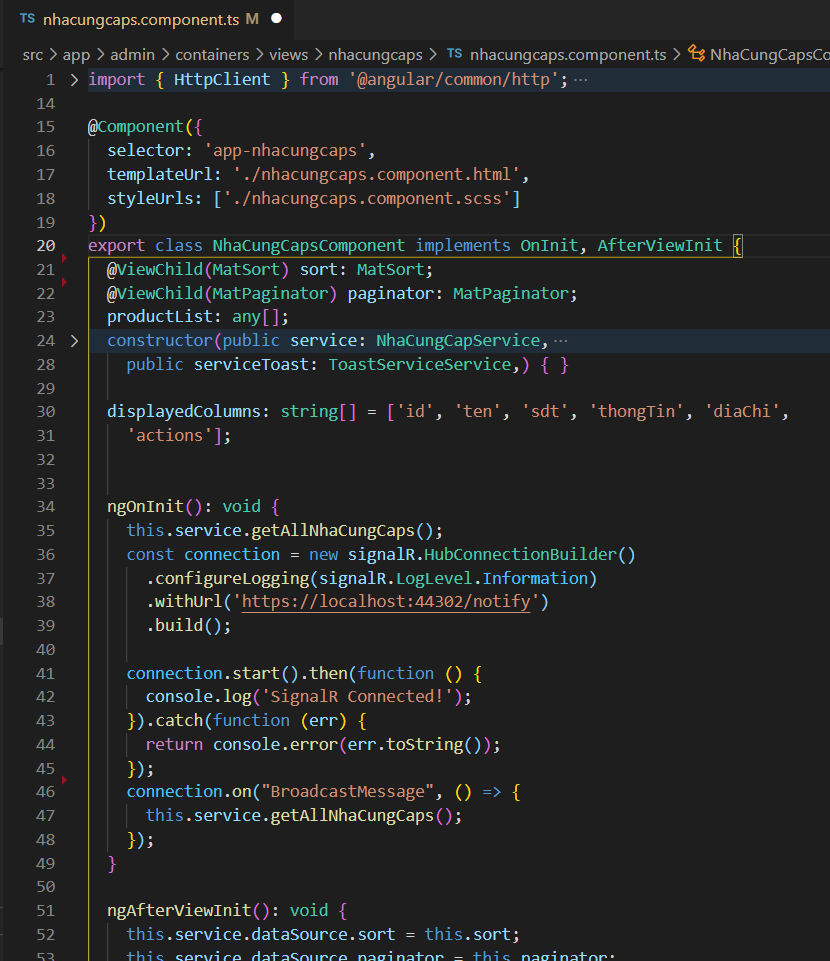 TS nhacungcaps.component.ts M ●
src > app > admin > containers > views > nhacungcaps > TS nhacungcaps.component.ts > NhaCungCapsCo
1 > import { HttpClient } from '@angular/common/http'; ···
14
15 @Component({
16 selector: 'app-nhacungcaps',
17 templateUrl: './nhacungcaps.component.html',
18 styleUrls: ['./nhacungcaps.component.scss']
19 })
20 export class NhaCungCapsComponent implements OnInit, AfterViewInit {
21 @ViewChild(MatSort) sort: MatSort;
22 @ViewChild(MatPaginator) paginator: MatPaginator;
23 productList: any[];
24 > constructor(public service: NhaCungCapService, ···
28 public serviceToast: ToastServiceService,) { }
29
30 displayedColumns: string[] = ['id', 'ten', 'sdt', 'thongTin', 'diaChi',
31 'actions'];
32
33
34 ngOnInit(): void {
35 this.service.getAllNhaCungCaps();
36 const connection = new signalR.HubConnectionBuilder()
37 .configureLogging(signalR.LogLevel.Information)
38 .withUrl('https://localhost:44302/notify')
39 .build();
40
41 connection.start().then(function () {
42 console.log('SignalR Connected!');
43 }).catch(function (err) {
44 return console.error(err.toString());
45 });
46 connection.on("BroadcastMessage", () => {
47 this.service.getAllNhaCungCaps();
48 });
49 }
50
51 ngAfterViewInit(): void {
52 this.service.dataSource.sort = this.sort;
53 this.service.dataSource.paginator = this.paginator;